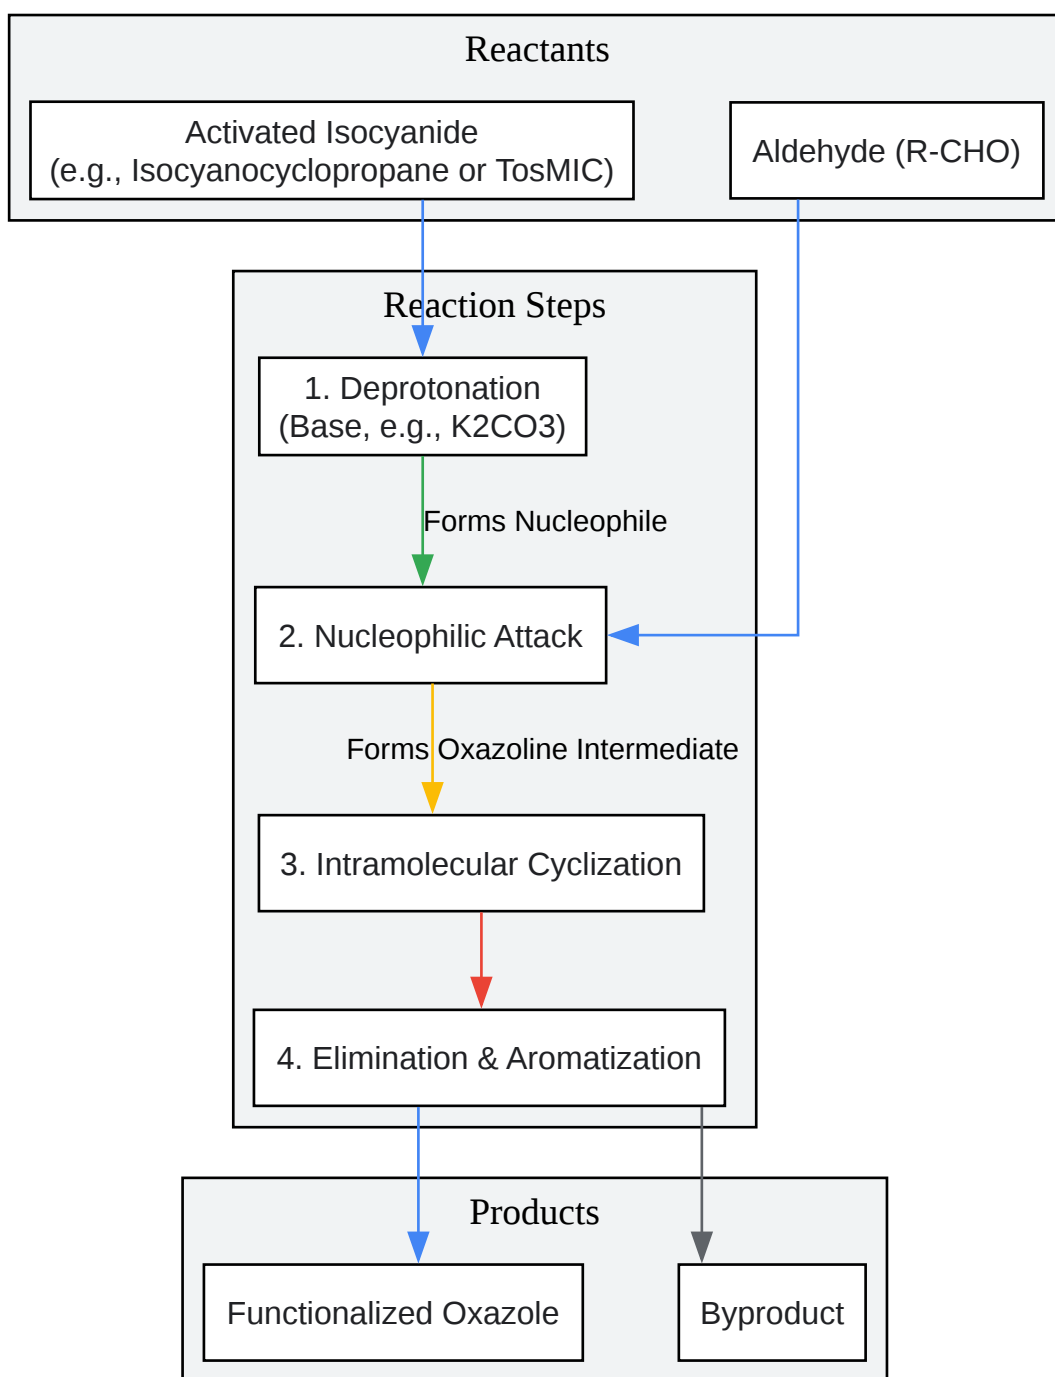 Reactants
Activated Isocyanide
(e.g., Isocyanocyclopropane or TosMIC)
Aldehyde (R-CHO)
Reaction Steps
1. Deprotonation
(Base, e.g., K2CO3)
Forms Nucleophile
2. Nucleophilic Attack
Forms Oxazoline Intermediate
3. Intramolecular Cyclization
4. Elimination & Aromatization
Products
Functionalized Oxazole
Byproduct